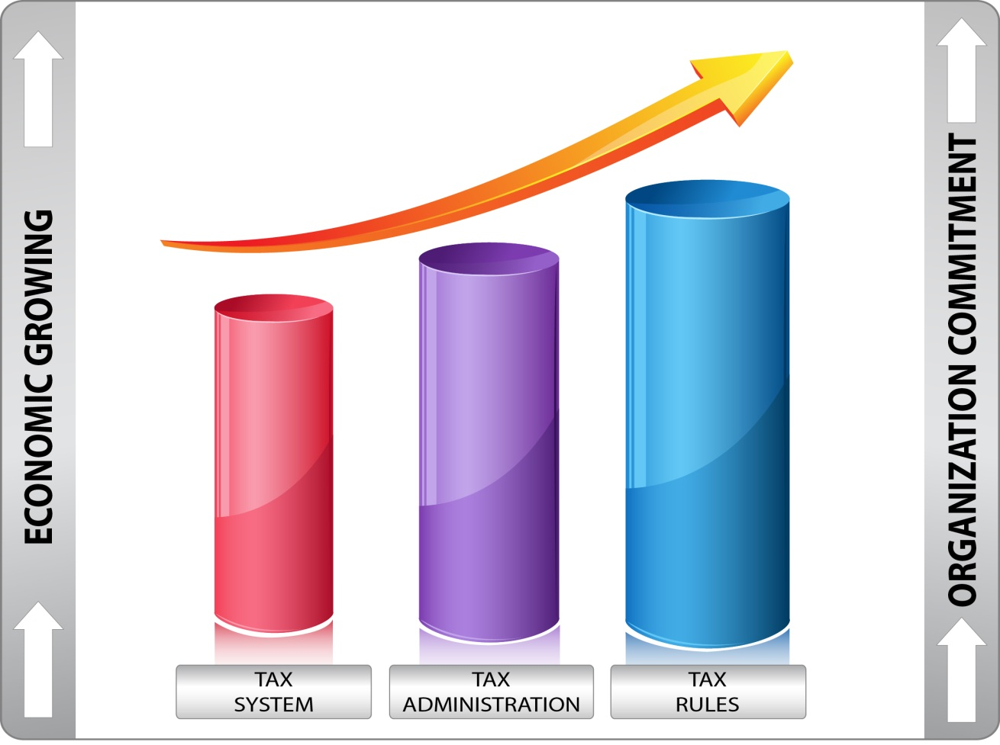 ECONOMIC GROWING
TAX
SYSTEM
TAX
ADMINISTRATION
TAX
RULES
ORGANIZATION COMMITMENT